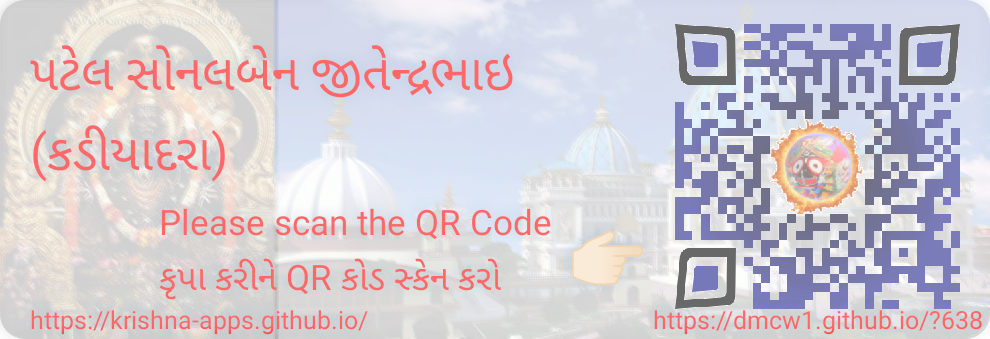 પટેલ સોનલબેન જીતેન્દ્રભાઇ
(કડીયાદરા)
Please scan the QR Code
કૃપા કરીને QR કોડ સ્કેન કરો
https://krishna-apps.github.io/
https://dmcw1.github.io/?638